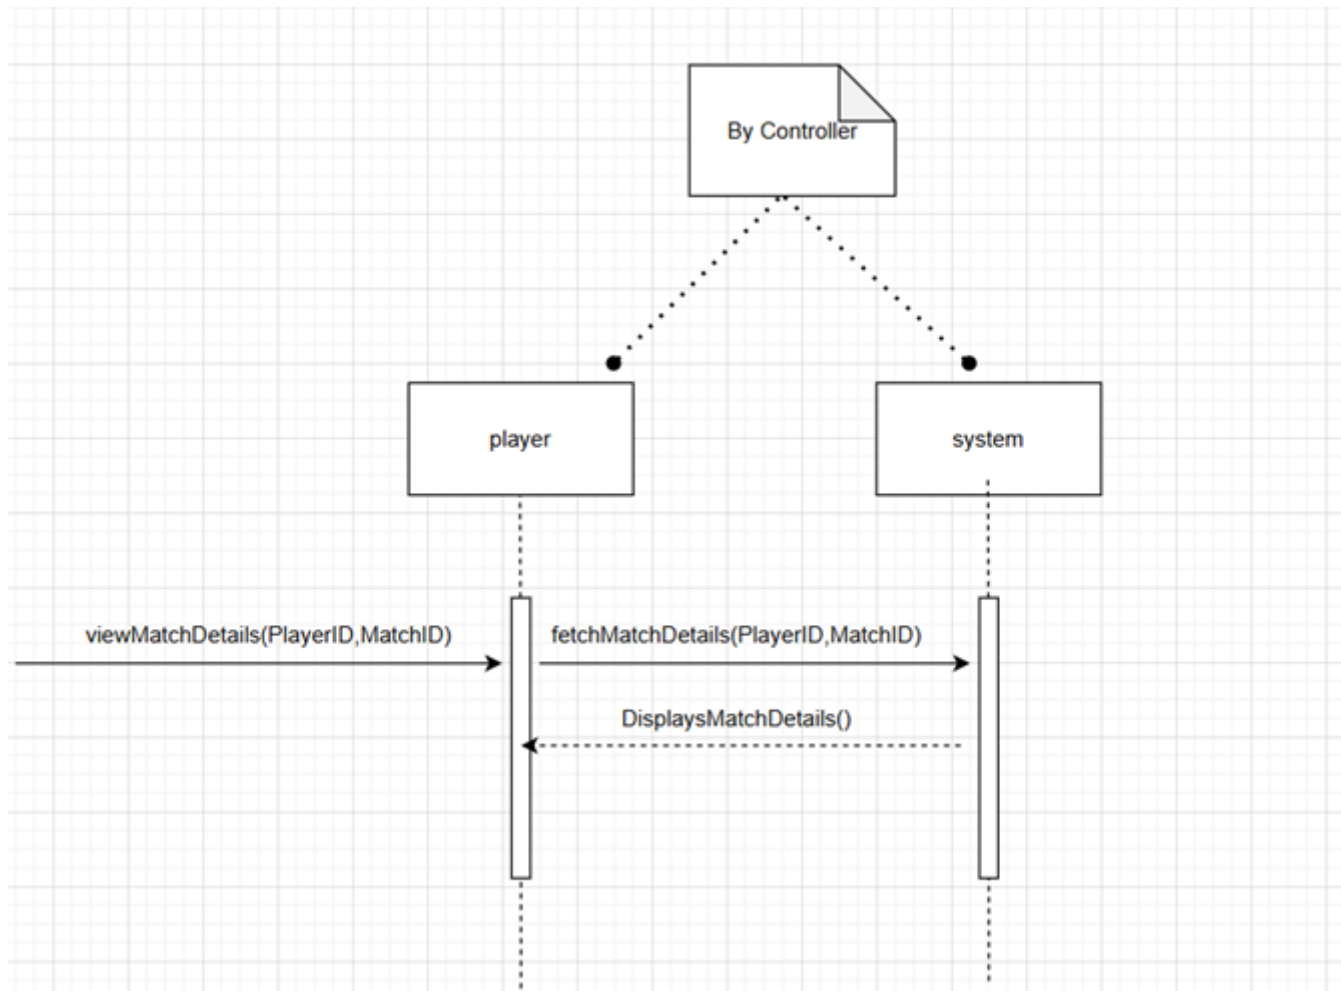 By Controller
player
system
viewMatchDetails(PlayerID,MatchID)
fetchMatchDetails(PlayerID,MatchID)
DisplaysMatchDetails()